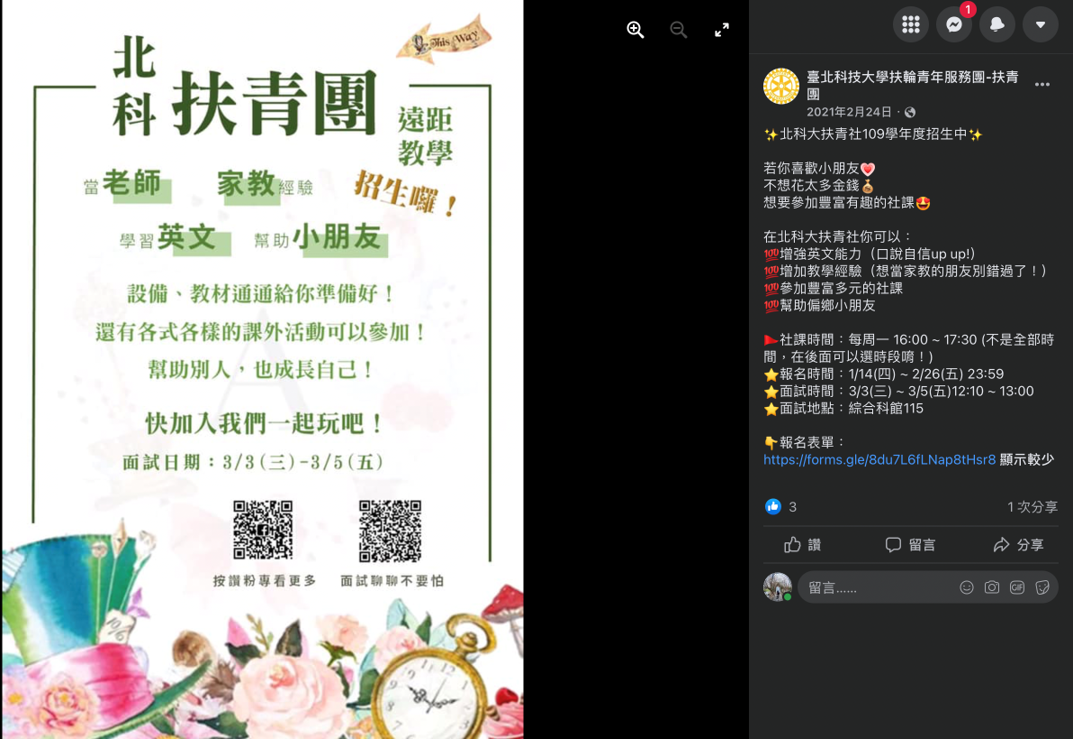 This Way
北科 扶青團
遠距
教學
招生囉！
當老師 家教經驗
學習英文 幫助小朋友
設備、教材通通給你準備好！
還有各式各樣的課外活動可以參加！
幫助別人，也成長自己！
快加入我們一起玩吧！
面試日期：3/3(三)-3/5(五)
按讚粉專看更多 面試聊聊不要怕
10/6
1
臺北科技大學扶輪青年服務團-扶青
團
2021年2月24日 ·
✨北科大扶青社109學年度招生中✨
若你喜歡小朋友💓
不想花太多金錢💰
想要參加豐富有趣的社課🤩
在北科大扶青社你可以：
💯增強英文能力（口說自信up up!）
💯增加教學經驗（想當家教的朋友別錯過了！）
💯參加豐富多元的社課
💯幫助偏鄉小朋友
🚩社課時間：每周一 16:00 ~ 17:30 (不是全部時
間，在後面可以選時段唷！)
⭐報名時間：1/14(四) ~ 2/26(五) 23:59
⭐面試時間：3/3(三) ~ 3/5(五)12:10 ~ 13:00
⭐面試地點：綜合科館115
👇報名表單：
https://forms.gle/8du7L6fLNap8tHsr8 顯示較少
3 1 次分享
讚 留言 分享
留言......
GIF